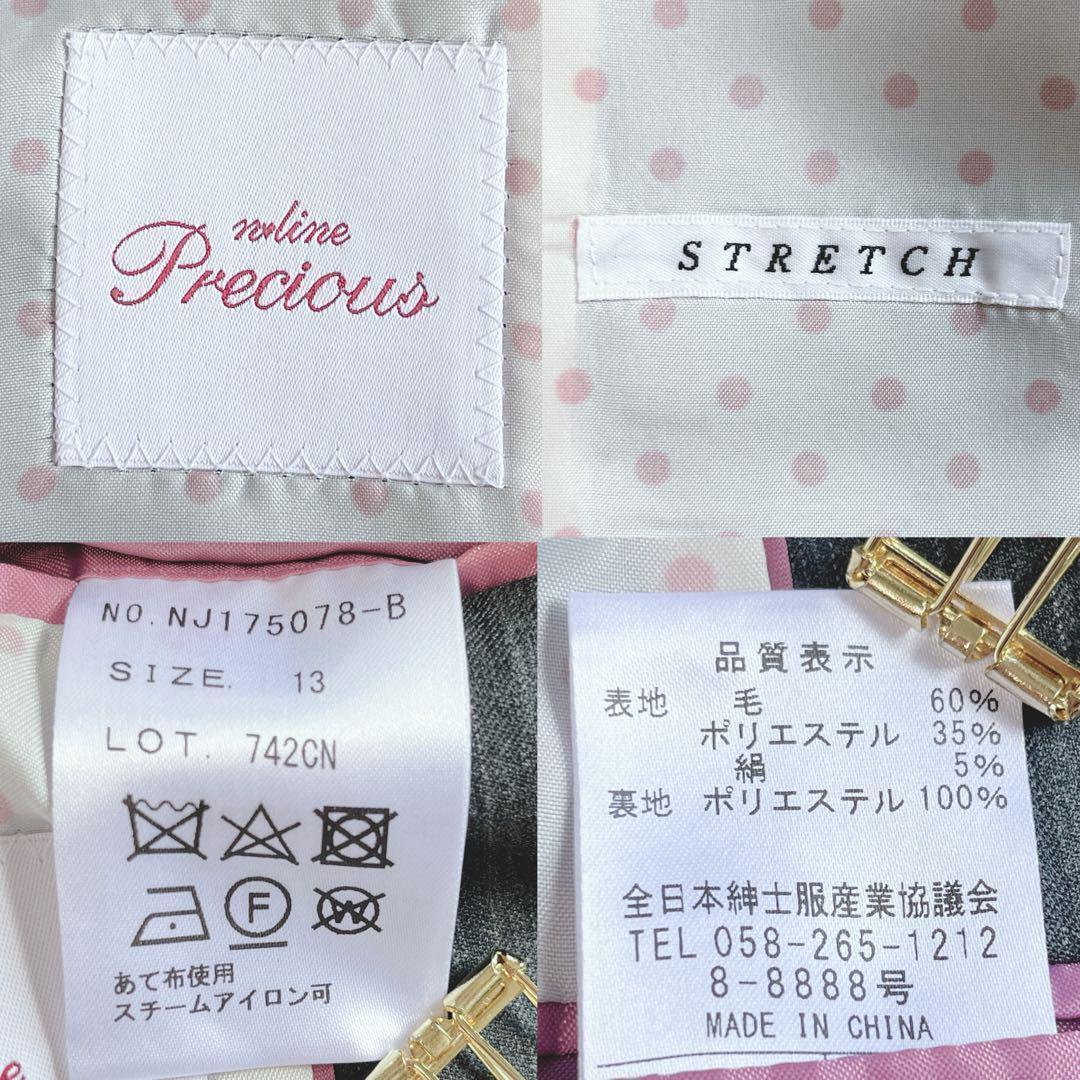 n♥line
Precious
STRETCH
NO. NJ175078-B
SIZE. 13
LOT. 742CN
F
W
あて布使用
スチームアイロン可
品質表示
表地 毛 60%
ポリエステル 35%
絹 5%
裏地 ポリエステル 100%
全日本紳士服産業協議会
TEL 058-265-1212
8-8888号
MADE IN CHINA